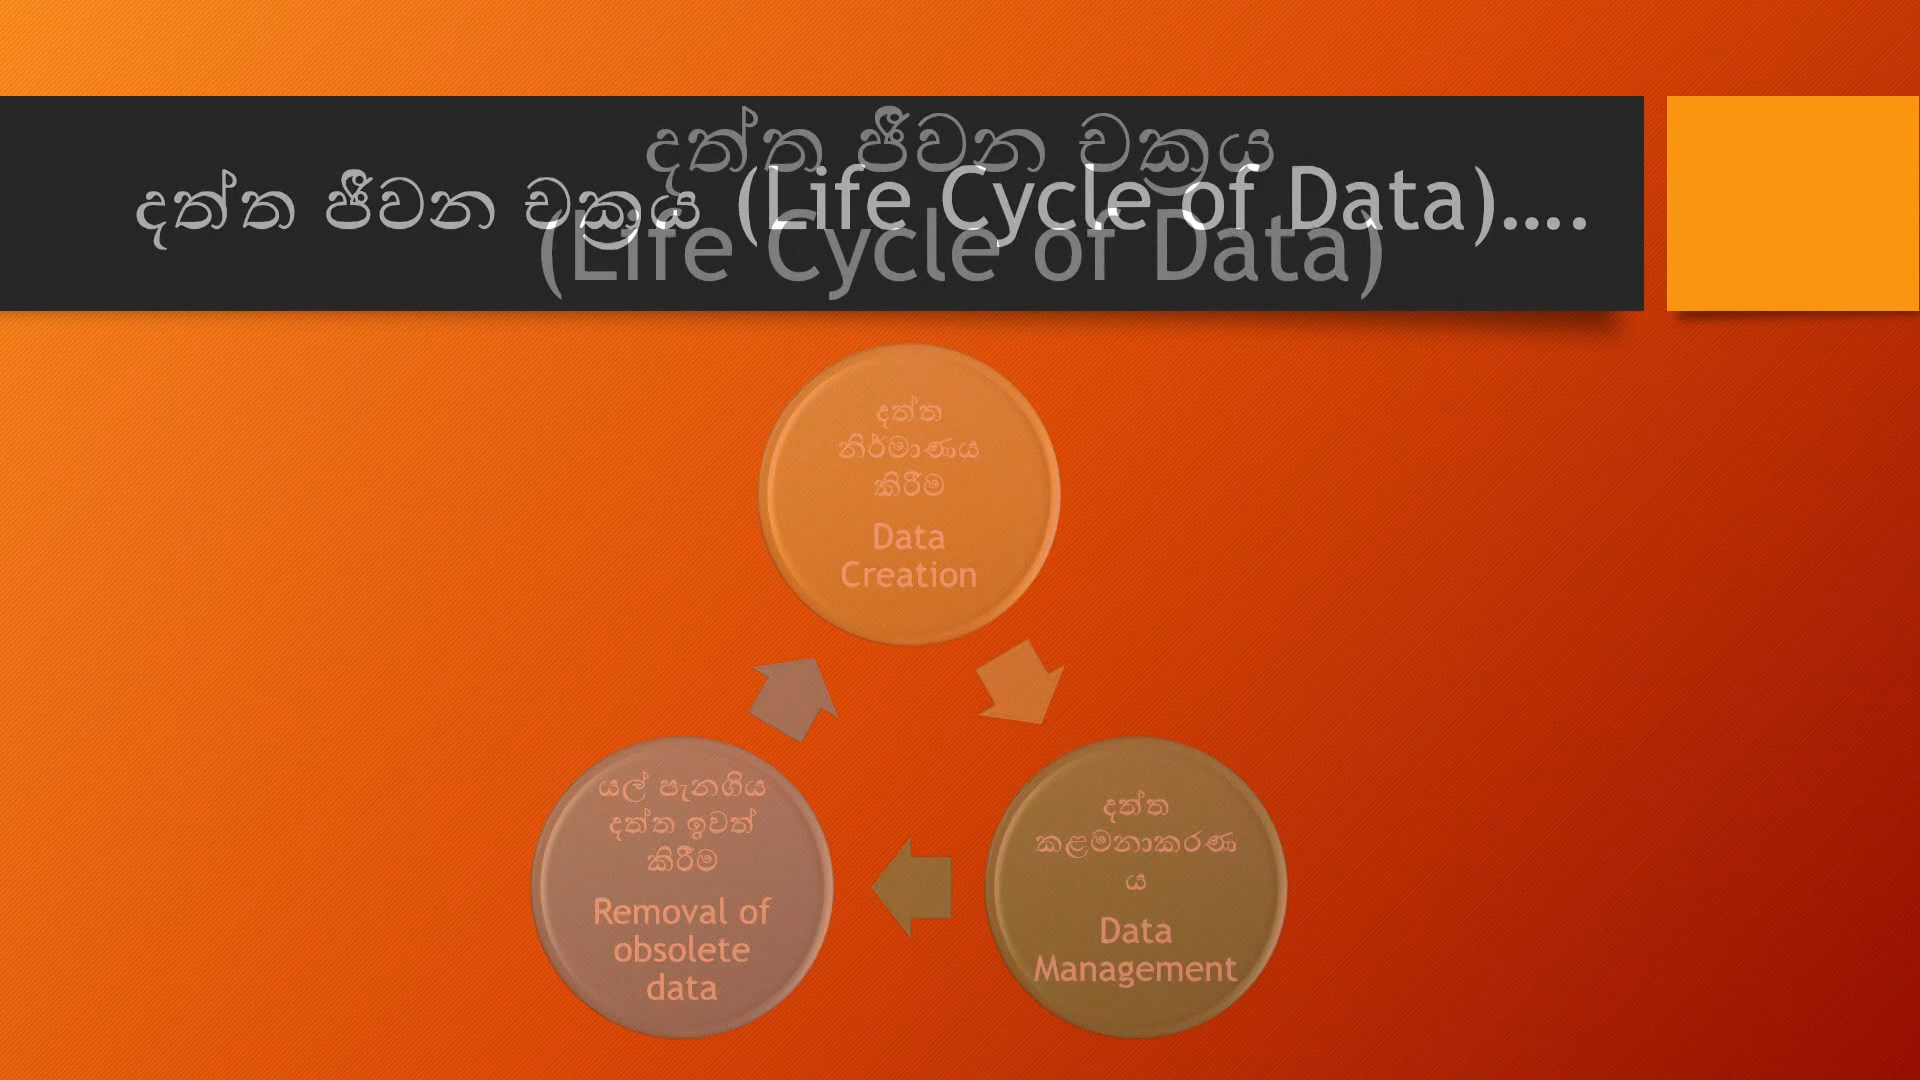 දත්ත ජීවන චක්‍රය
(Life Cycle of Data)
දත්ත ජීවන චක්‍රය (Life Cycle of Data)....
දත්ත
නිර්මාණය
කිරීම
Data
Creation
යල් පැනගිය
දත්ත ඉවත්
කිරීම
Removal of
obsolete
data
දත්ත
කළමනාකරණ
ය
Data
Management